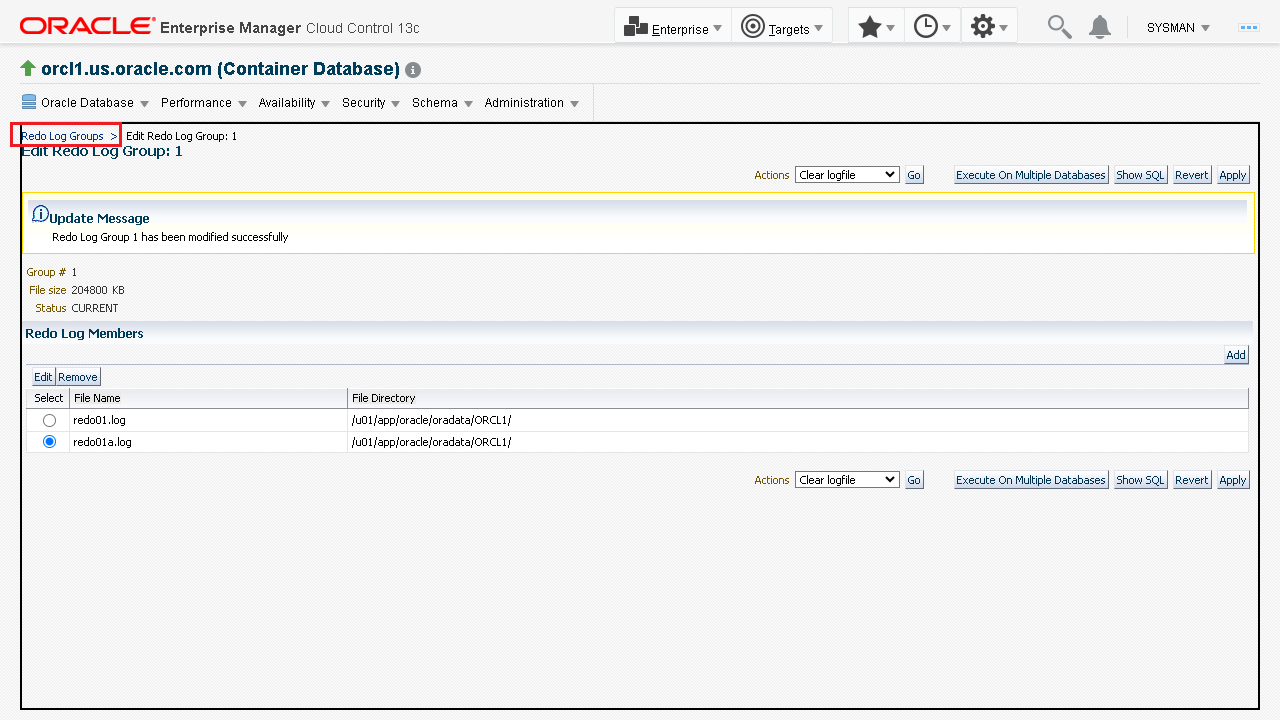 ORACLE Enterprise Manager Cloud Control 13c Enterprise Targets SYSMAN
orcl1.us.oracle.com (Container Database)
Oracle Database Performance Availability Security Schema Administration
Redo Log Groups > Edit Redo Log Group: 1
Edit Redo Log Group: 1
Actions Clear logfile Go Execute On Multiple Databases Show SQL Revert Apply
Update Message
Redo Log Group 1 has been modified successfully
Group # 1
File size 204800 KB
Status CURRENT
Redo Log Members
Add
Edit Remove
Select File Name File Directory
redo01.log /u01/app/oracle/oradata/ORCL1/
redo01a.log /u01/app/oracle/oradata/ORCL1/
Actions Clear logfile Go Execute On Multiple Databases Show SQL Revert Apply